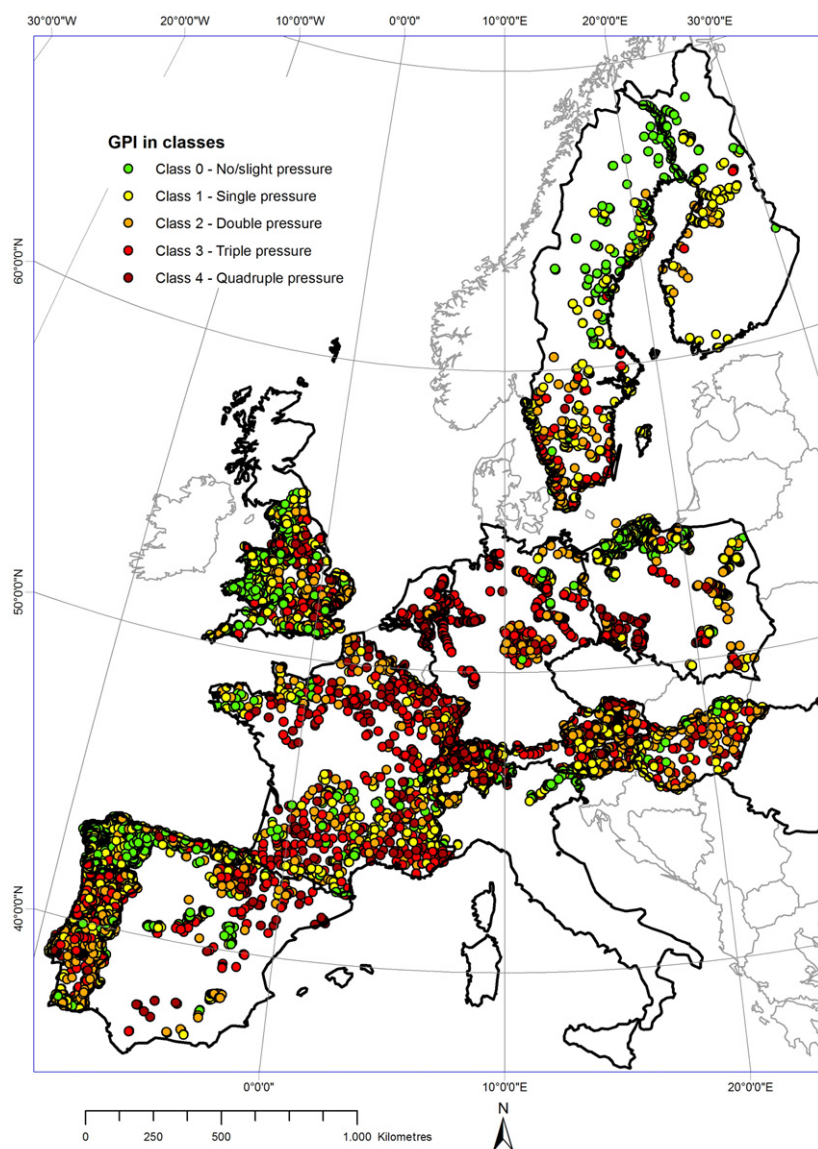 30°0'0"W 20°0'0"W 10°0'0"W 0°0'0" 10°0'0"E 20°0'0"E 30°0'0"E
GPI in classes
Class 0 - No/slight pressure
Class 1 - Single pressure
Class 2 - Double pressure
Class 3 - Triple pressure
Class 4 - Quadruple pressure
60°0'0"N
50°0'0"N
40°0'0"N
0°0'0" 10°0'0"E 20°0'0"E
N
0 250 500 1.000 Kilometres